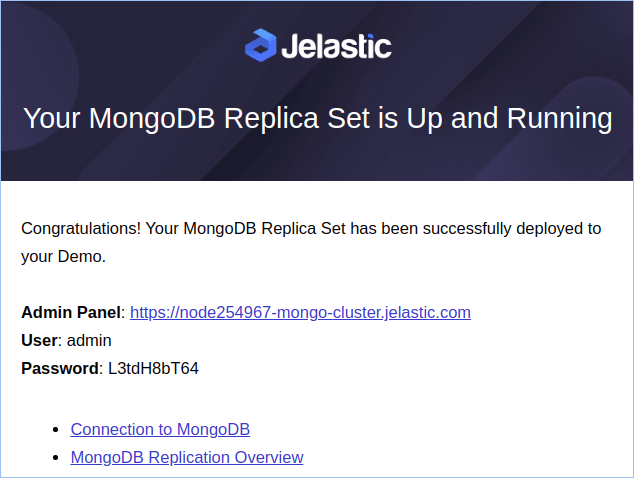 Jelastic
Your MongoDB Replica Set is Up and Running
Congratulations! Your MongoDB Replica Set has been successfully deployed to
your Demo.
Admin Panel: https://node254967-mongo-cluster.jelastic.com
User: admin
Password: L3tdH8bT64
• Connection to MongoDB
• MongoDB Replication Overview